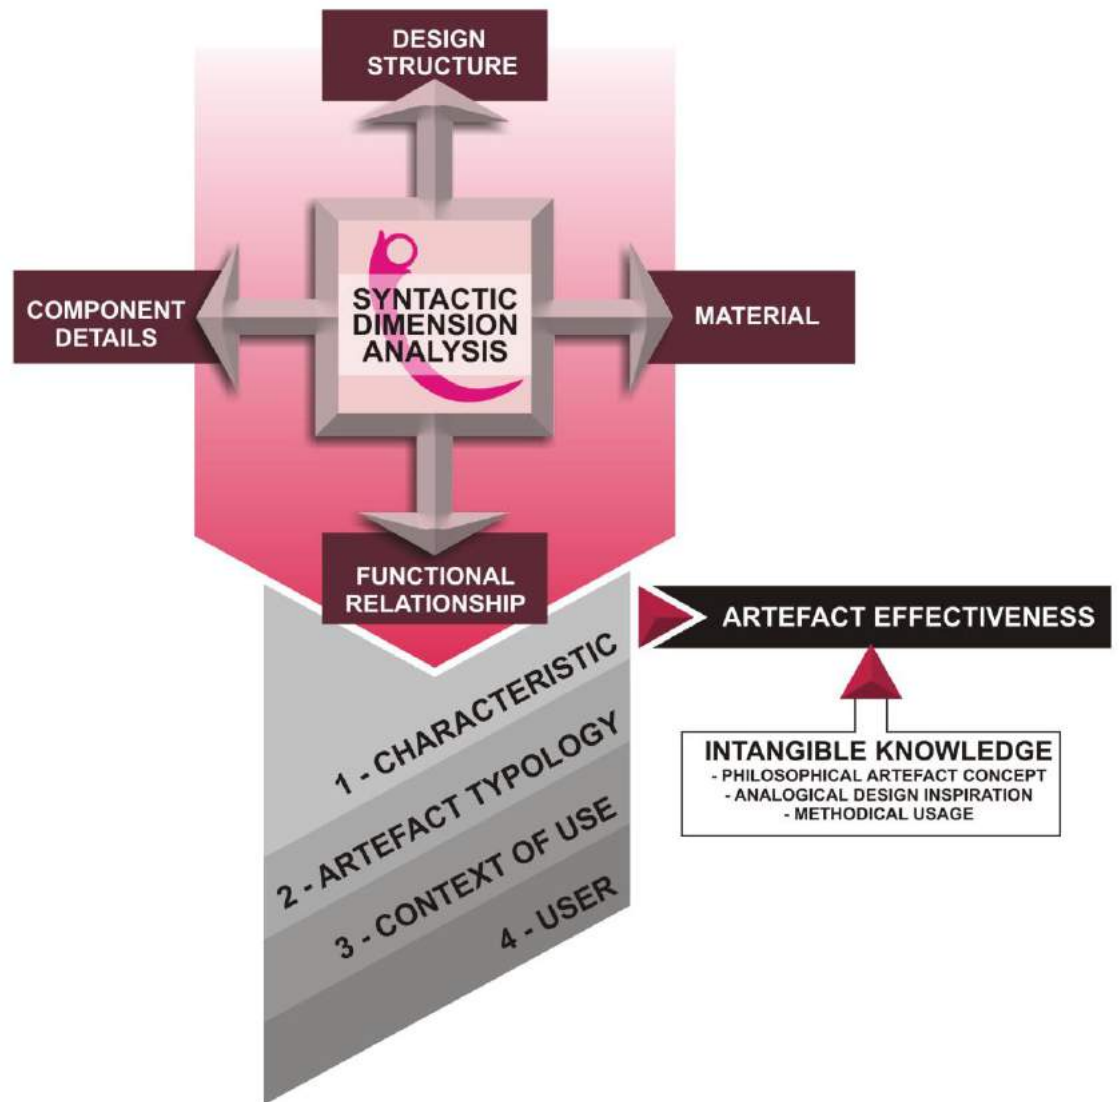 DESIGN
STRUCTURE
COMPONENT
DETAILS
SYNTACTIC
DIMENSION
ANALYSIS
MATERIAL
FUNCTIONAL
RELATIONSHIP
1 - CHARACTERISTIC
2 - ARTEFACT TYPOLOGY
3 - CONTEXT OF USE
4 - USER
ARTEFACT EFFECTIVENESS
INTANGIBLE KNOWLEDGE
- PHILOSOPHICAL ARTEFACT CONCEPT
- ANALOGICAL DESIGN INSPIRATION
- METHODICAL USAGE